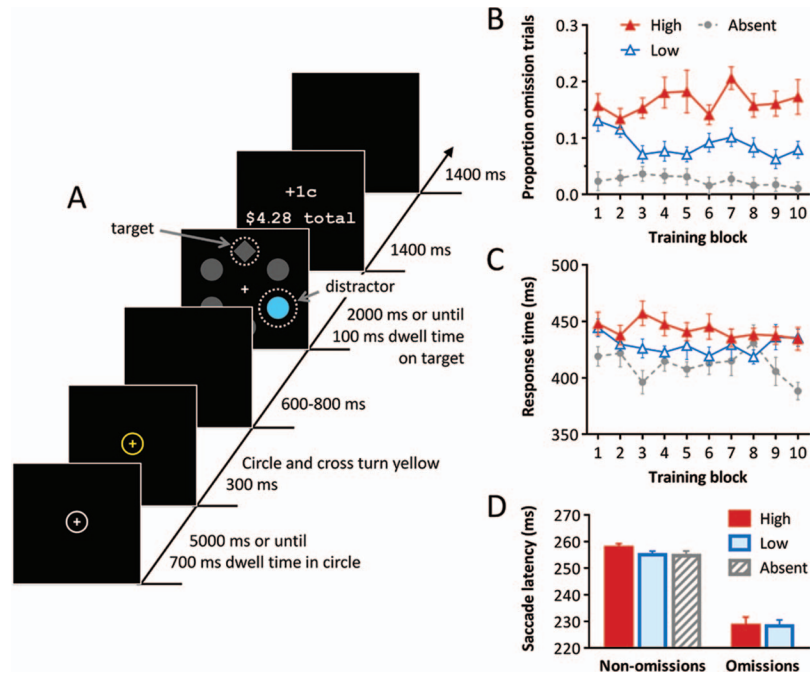 A
+1c
$4.28 total
target
distractor
1400 ms
1400 ms
2000 ms or until
100 ms dwell time
on target
600-800 ms
Circle and cross turn yellow
300 ms
5000 ms or until
700 ms dwell time in circle
B
High
Absent
Low
Proportion omission trials
0.3
0.2
0.1
0.0
1 2 3 4 5 6 7 8 9 10
Training block
C
Response time (ms)
500
450
400
350
1 2 3 4 5 6 7 8 9 10
Training block
D
High
Low
Absent
Saccade latency (ms)
270
260
250
240
230
220
Non-omissions Omissions